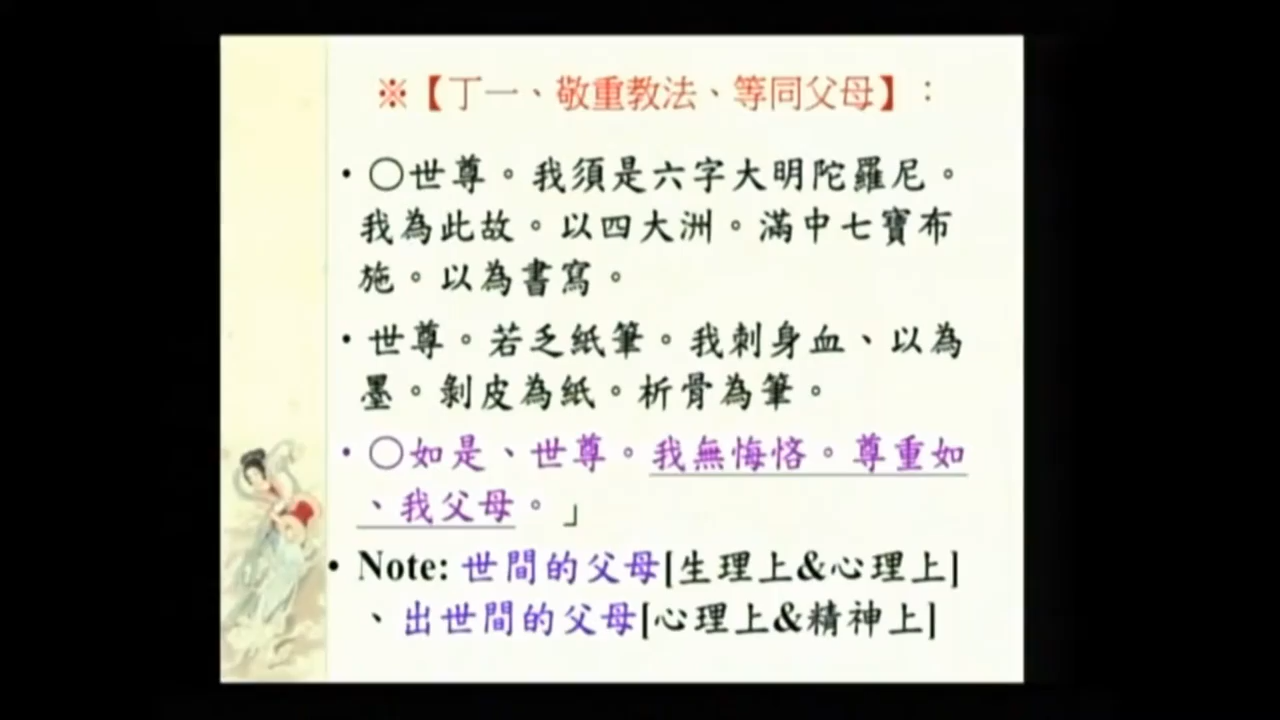 ※【丁一、敬重教法、等同父母】：
•〇世尊。我須是六字大明陀羅尼。
我為此故。以四大洲。滿中七寶布
施。以為書寫。
•世尊。若乏紙筆。我刺身血、以為
墨。剝皮為紙。析骨為筆。
•〇如是、世尊。我無悔悋。尊重如
、我父母。」
•Note: 世間的父母[生理上&心理上]
、出世間的父母[心理上&精神上]